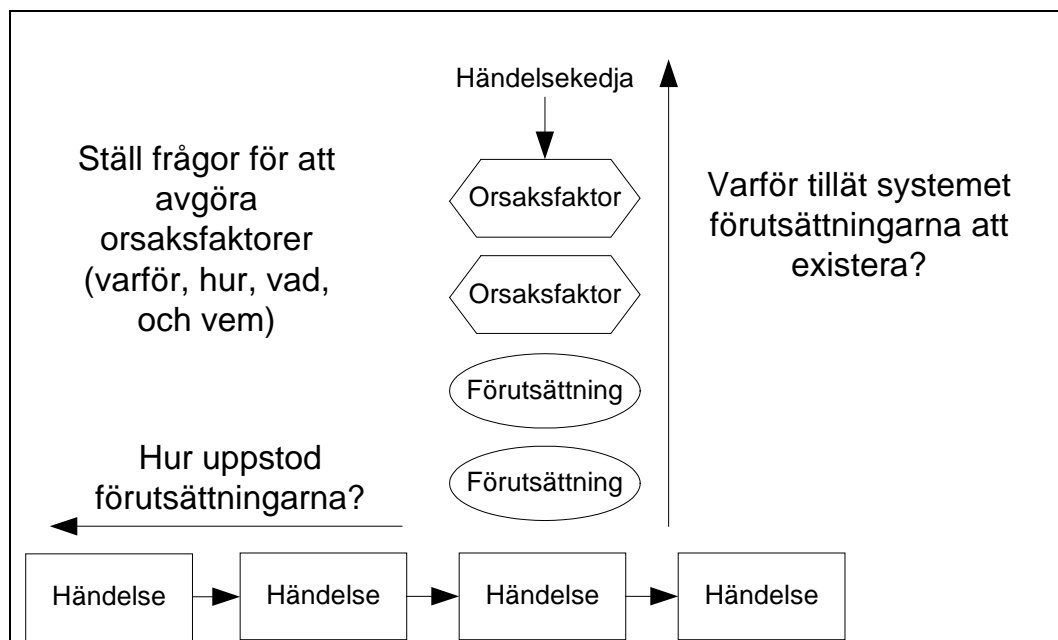 Händelsekedja
Ställ frågor för att
avgöra
orsaksfaktorer
(varför, hur, vad,
och vem)
Orsaksfaktor
Orsaksfaktor
Varför tillät systemet
förutsättningarna att
existera?
Förutsättning
Förutsättning
Hur uppstod
förutsättningarna?
Händelse
Händelse
Händelse
Händelse